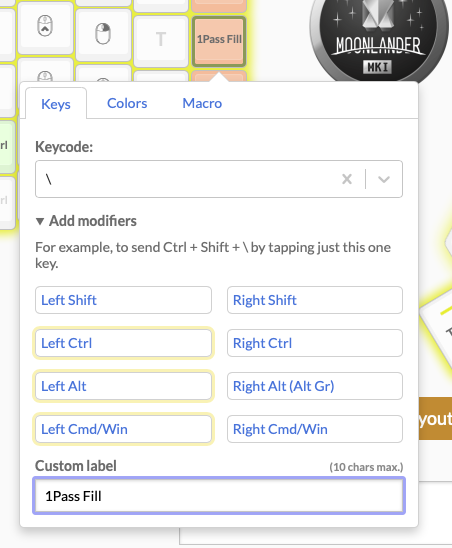 T
1Pass Fill
MOONLANDER
MKI
Keys
Colors
Macro
rl
rl
Keycode:
\
▼ Add modifiers
For example, to send Ctrl + Shift + \ by tapping just this one
key.
Left Shift
Right Shift
Left Ctrl
Right Ctrl
Left Alt
Right Alt (Alt Gr)
Left Cmd/Win
Right Cmd/Win
yout
Custom label
(10 chars max.)
1Pass Fill